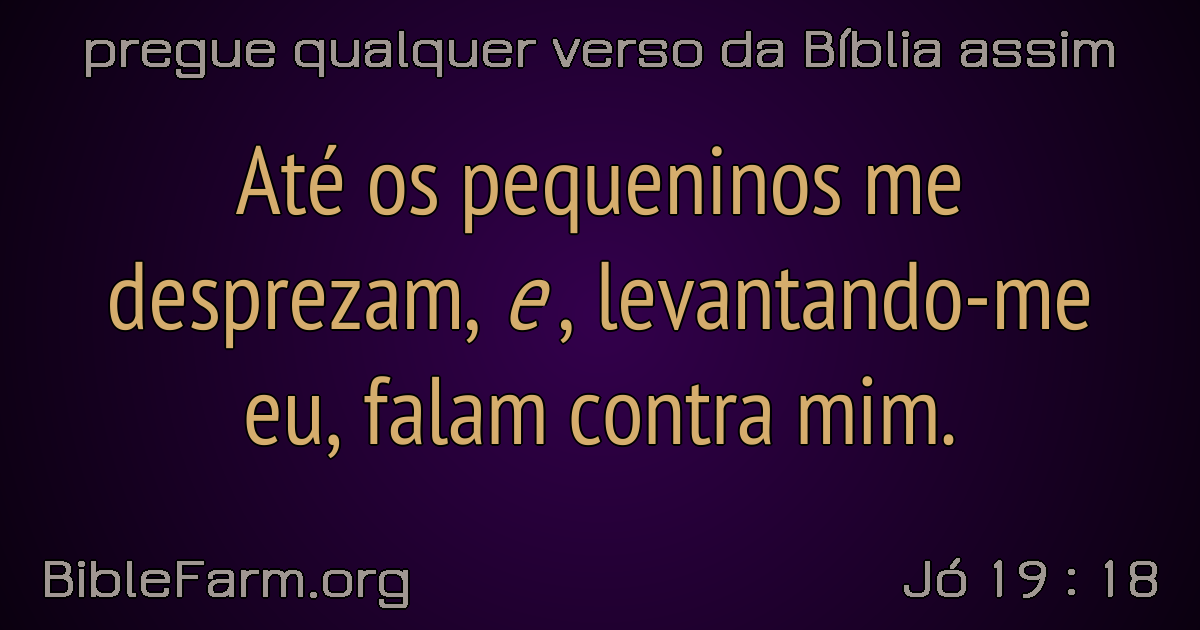 pregue qualquer verso da Bíblia assim
Até os pequeninos me
desprezam, e , levantando-me
eu, falam contra mim.
BibleFarm.org
Jó 19 : 18